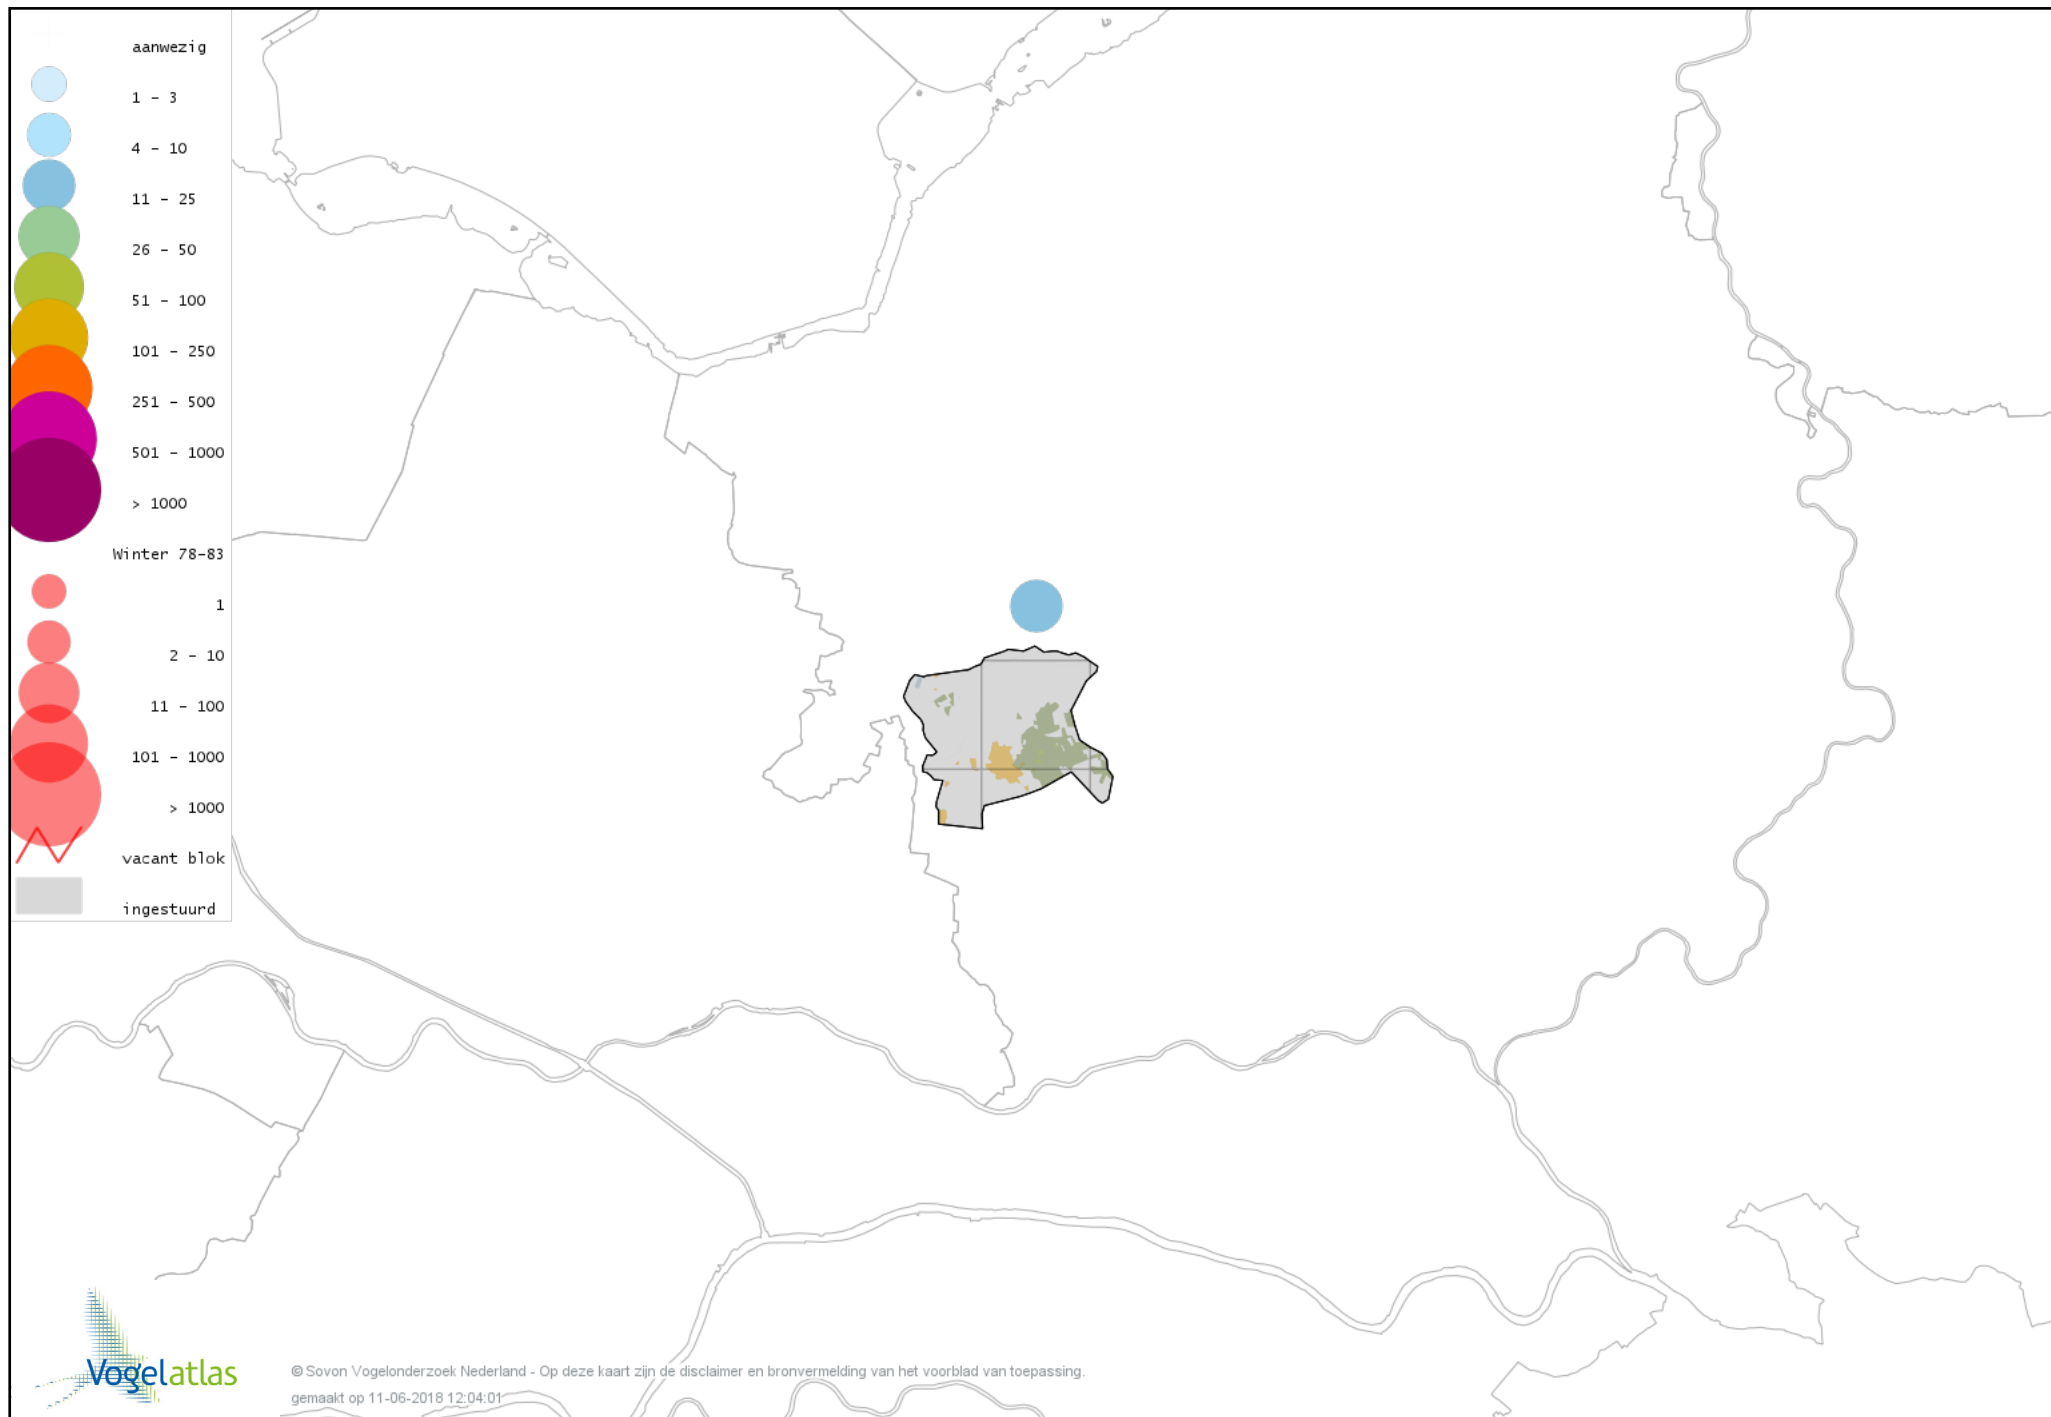 aanwezig
1 - 3
4 - 10
11 - 25
26 - 50
51 - 100
101 - 250
251 - 500
501 - 1000
> 1000
Winter 78-83
1
2 - 10
11 - 100
101 - 1000
> 1000
vacant blok
ingestuurd
Vogelatlas
© Sovon Vogelonderzoek Nederland - Op deze kaart zijn de disclaimer en bronvermelding van het voorblad van toepassing.
gemaakt op 11-06-2018 12:04:01